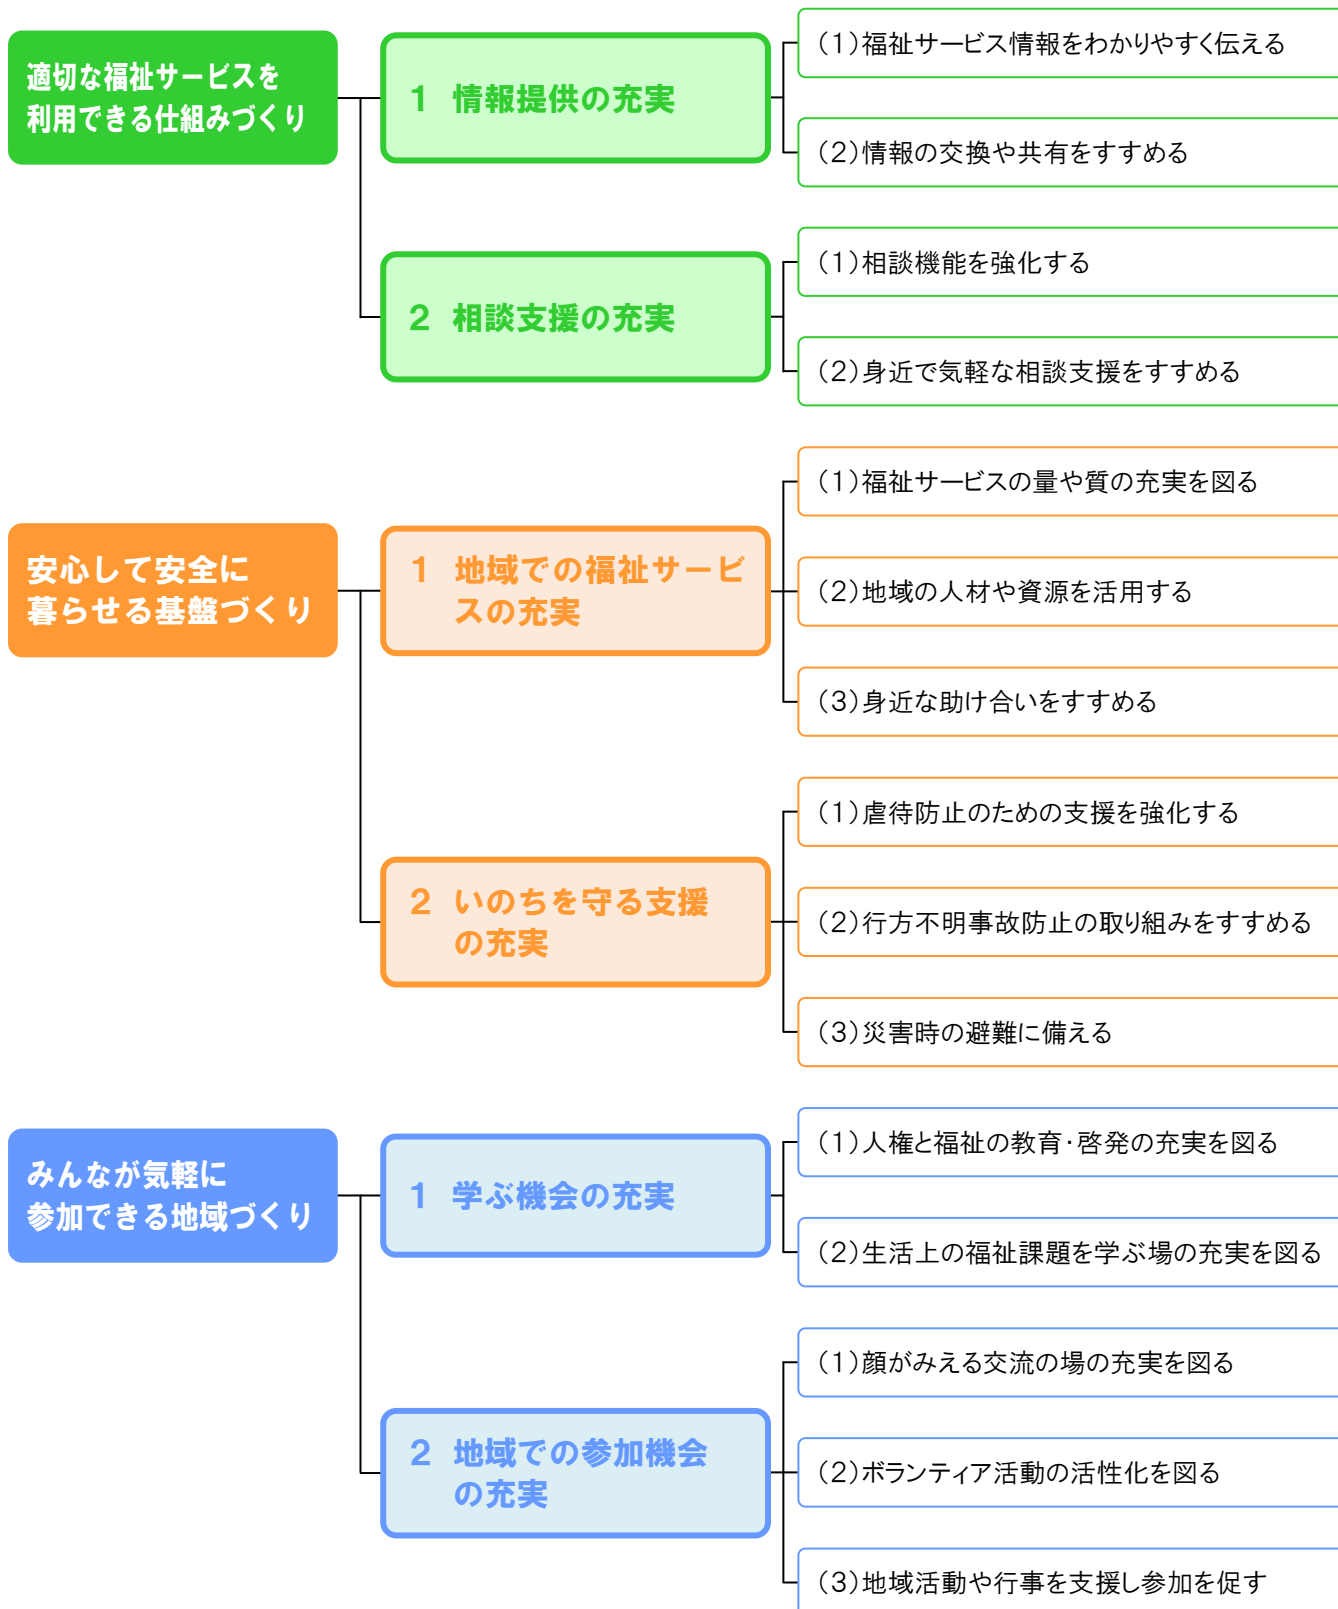 適切な福祉サービスを
利用できる仕組みづくり
1 情報提供の充実
（1）福祉サービス情報をわかりやすく伝える
（2）情報の交換や共有をすすめる
2 相談支援の充実
（1）相談機能を強化する
（2）身近で気軽な相談支援をすすめる
安心して安全に
暮らせる基盤づくり
1 地域での福祉サービ
スの充実
（1）福祉サービスの量や質の充実を図る
（2）地域の人材や資源を活用する
（3）身近な助け合いをすすめる
2 いのちを守る支援
の充実
（1）虐待防止のための支援を強化する
（2）行方不明事故防止の取り組みをすすめる
（3）災害時の避難に備える
みんなが気軽に
参加できる地域づくり
1 学ぶ機会の充実
（1）人権と福祉の教育・啓発の充実を図る
（2）生活上の福祉課題を学ぶ場の充実を図る
2 地域での参加機会
の充実
（1）顔がみえる交流の場の充実を図る
（2）ボランティア活動の活性化を図る
（3）地域活動や行事を支援し参加を促す